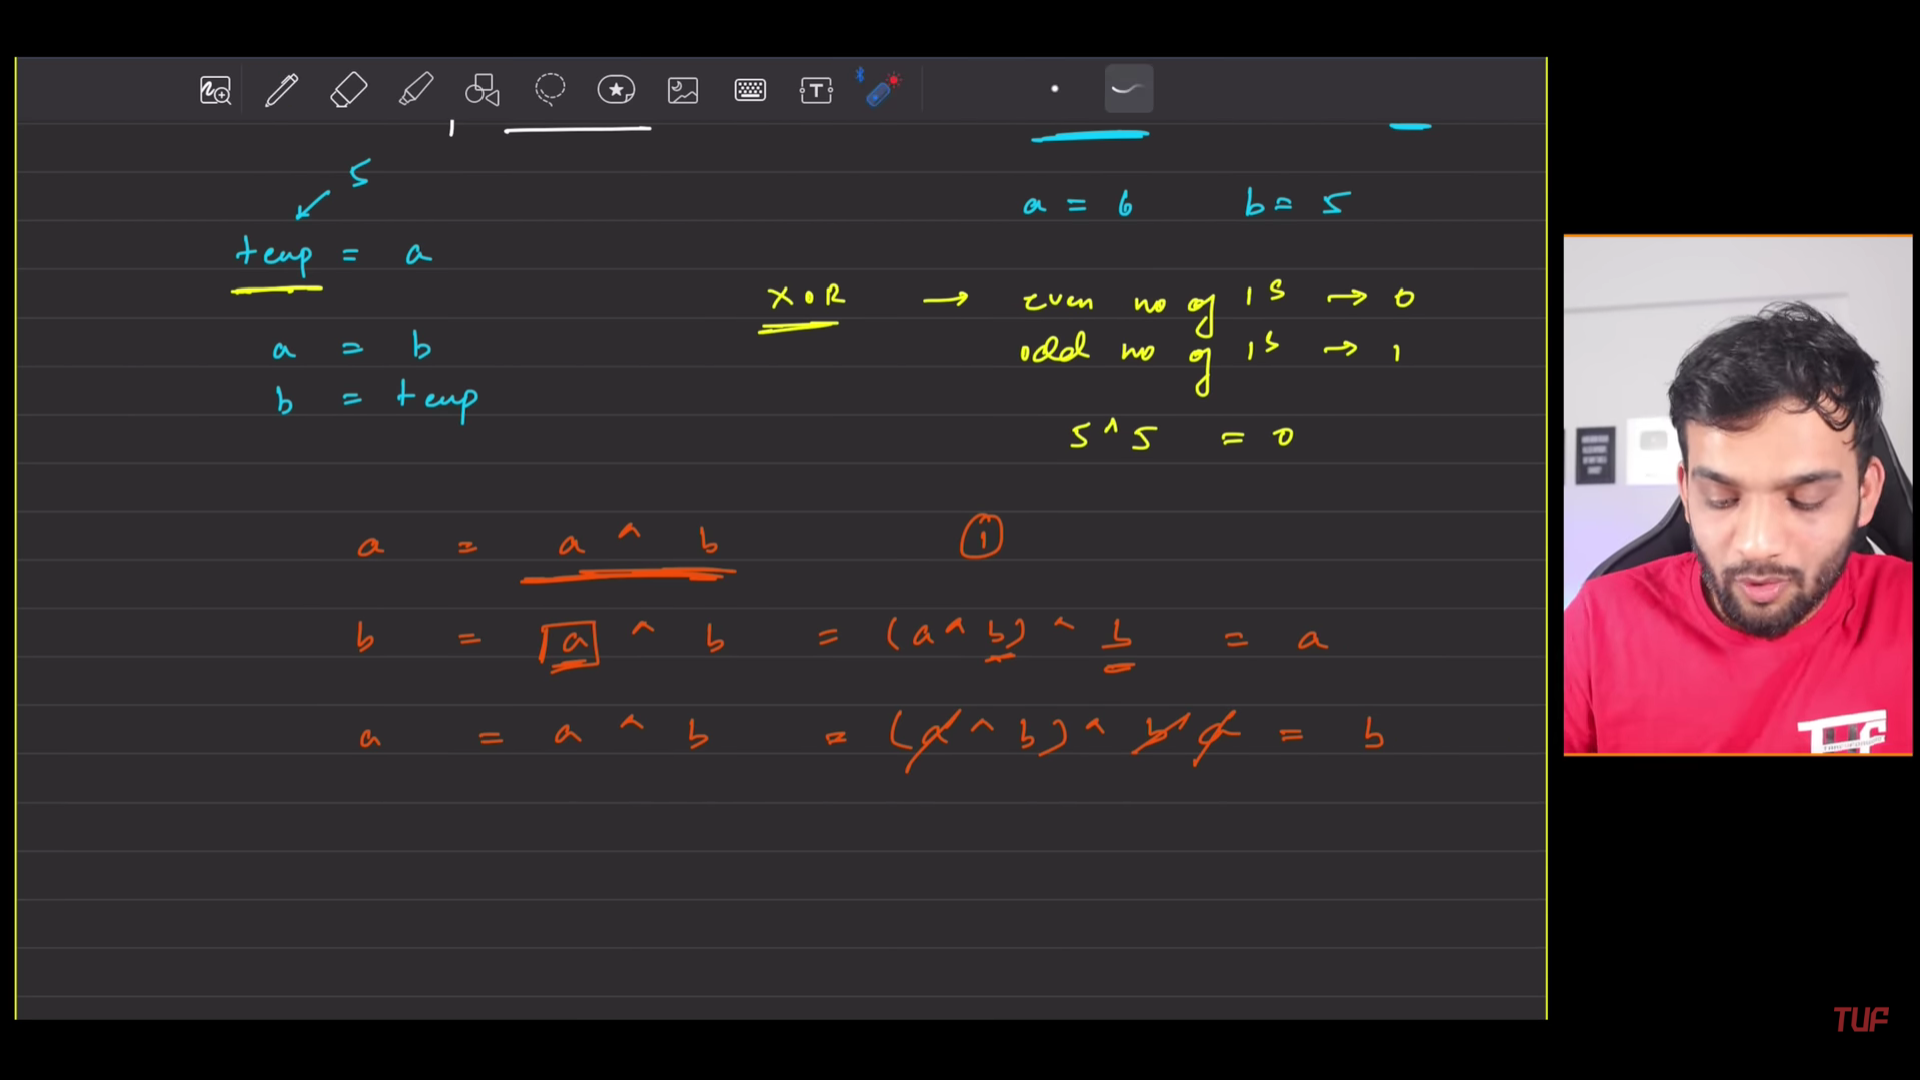 5
temp = a
a = b
b = temp
a = 6 b = 5
XOR → even no of 1s → 0
odd no of 1s → 1
5 ^ 5 = 0
a = a ^ b 1
b = a ^ b = (a ^ b) ^ b = a
a = a ^ b = (a ^ b) ^ b ^ a = b
T
TUF